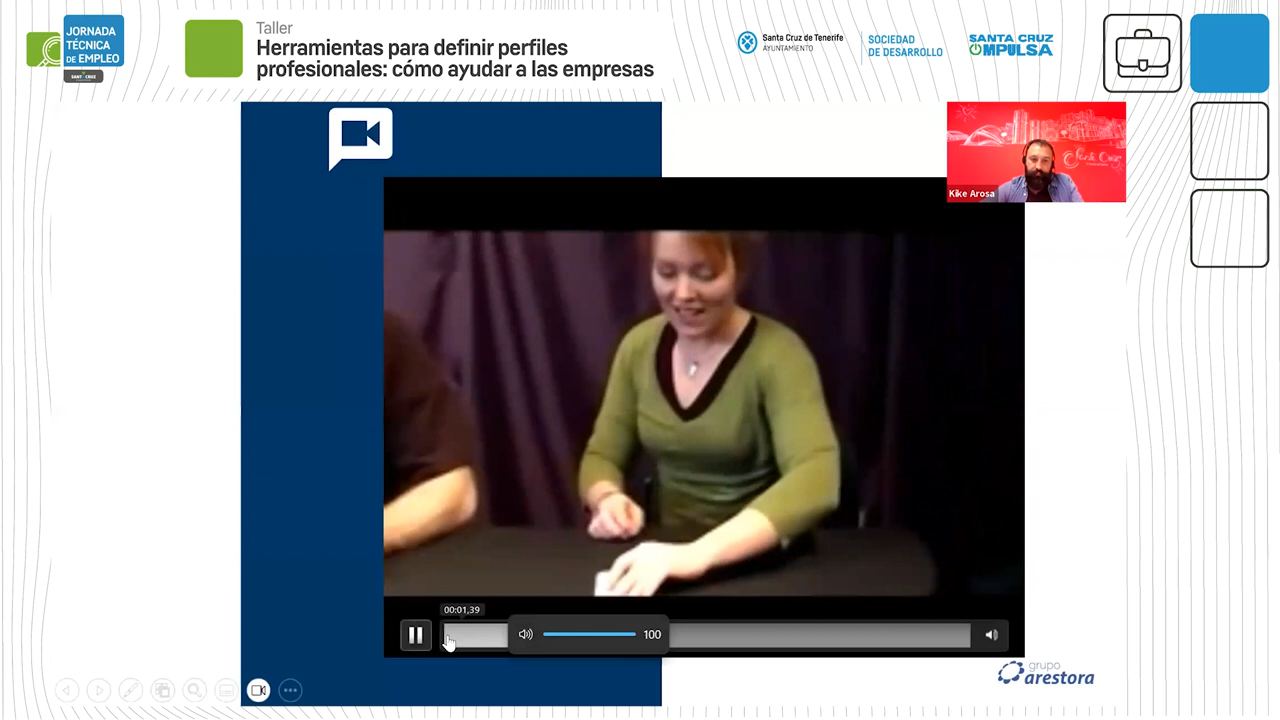 JORNADA
TÉCNICA
DE EMPLEO
Taller
Herramientas para definir perfiles
profesionales: cómo ayudar a las empresas
Santa Cruz de Tenerife
AYUNTAMIENTO
SOCIEDAD
DE DESARROLLO
SANTA CRUZ
OMPULSA
Kike Arosa
00:01,39
100
grupo
arestora